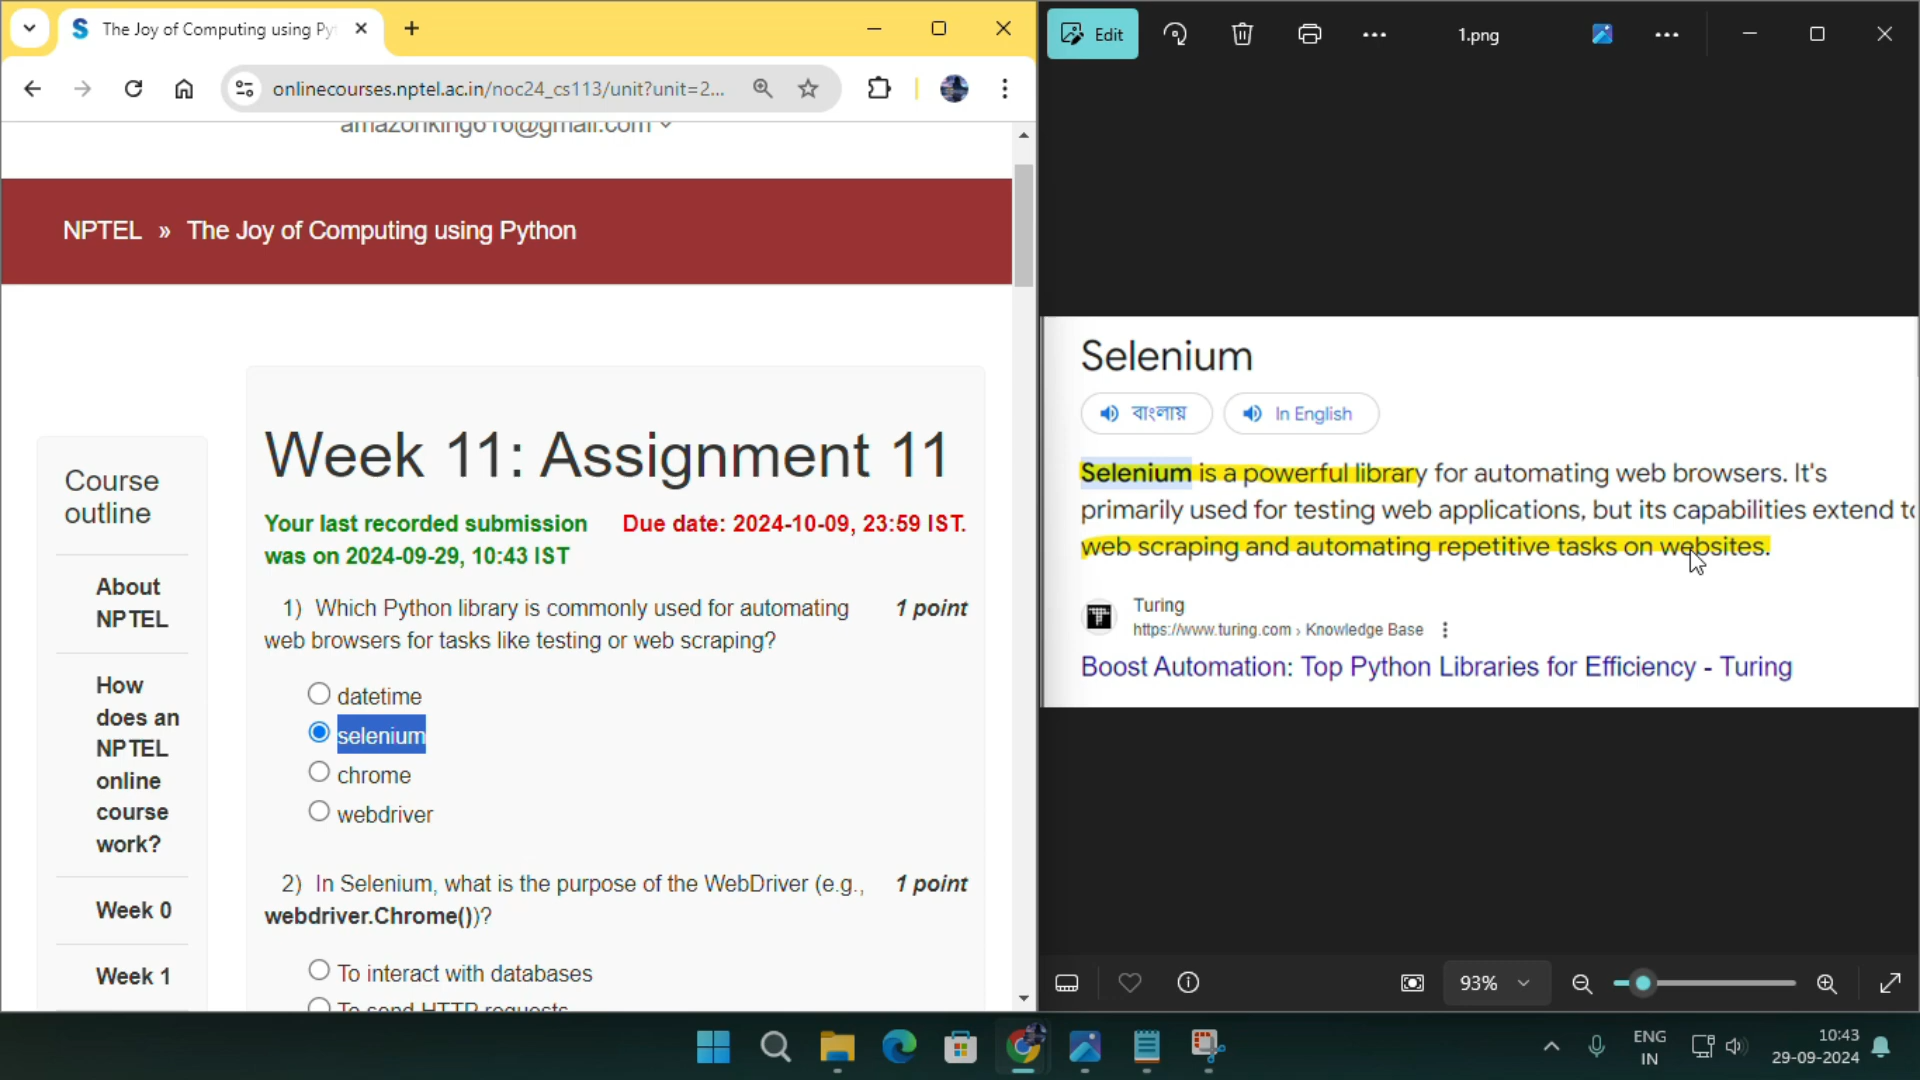 The Joy of Computing using Py
onlinecourses.nptel.ac.in/noc24_cs113/unit?unit=2...
amazonking616@gmail.com
NPTEL » The Joy of Computing using Python
Course
outline
About
NPTEL
How
does an
NPTEL
online
course
work?
Week 0
Week 1
Week 11: Assignment 11
Your last recorded submission
was on 2024-09-29, 10:43 IST
Due date: 2024-10-09, 23:59 IST.
1) Which Python library is commonly used for automating
web browsers for tasks like testing or web scraping?
1 point
datetime
selenium
chrome
webdriver
2) In Selenium, what is the purpose of the WebDriver (e.g.,
webdriver.Chrome())?
1 point
To interact with databases
To send HTTP requests
Edit
1.png
Selenium
বাংলায়
In English
Selenium is a powerful library for automating web browsers. It's
primarily used for testing web applications, but its capabilities extend to
web scraping and automating repetitive tasks on websites.
Turing
https://www.turing.com › Knowledge Base
Boost Automation: Top Python Libraries for Efficiency - Turing
93%
ENG
IN
10:43
29-09-2024